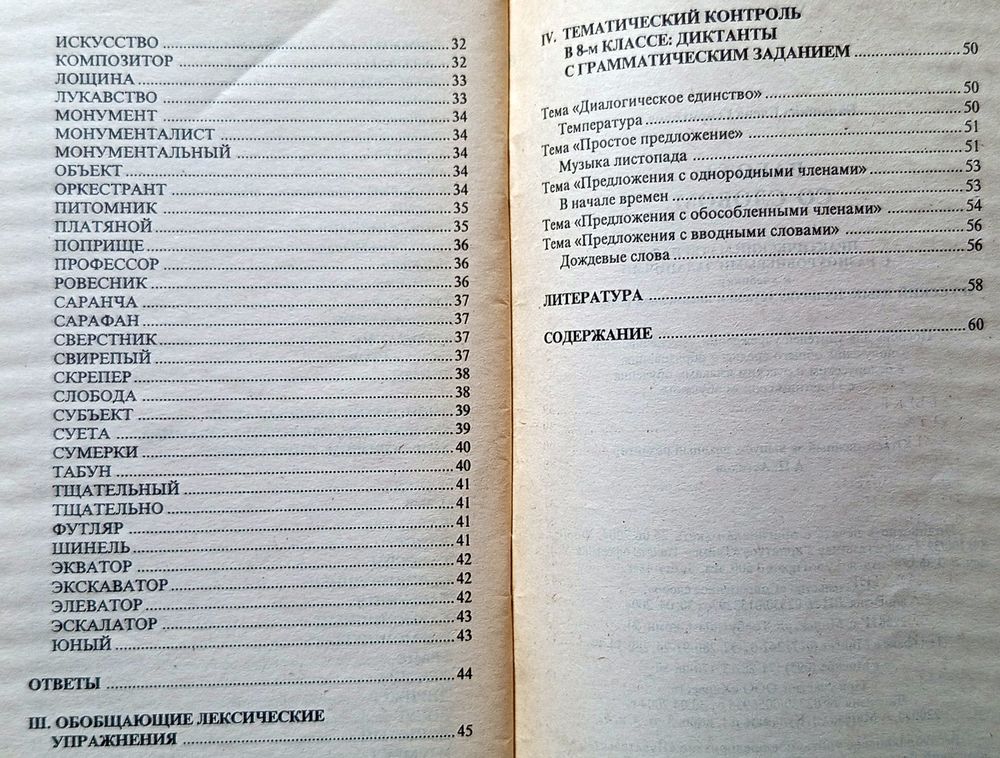 ИСКУССТВО 32
КОМПОЗИТОР 32
ЛОЩИНА 33
ЛУКАВСТВО 33
МОНУМЕНТ 34
МОНУМЕНТАЛИСТ 34
МОНУМЕНТАЛЬНЫЙ 34
ОБЪЕКТ 34
ОРКЕСТРАНТ 34
ПИТОМНИК 35
ПЛАТЯНОЙ 35
ПОПРИЩЕ 36
ПРОФЕССОР 36
РОВЕСНИК 36
САРАНЧА 37
САРАФАН 37
СВЕРСТНИК 37
СВИРЕПЫЙ 37
СКРЕПЕР 38
СЛОБОДА 38
СУБЪЕКТ 39
СУЕТА 39
СУМЕРКИ 40
ТАБУН 40
ТЩАТЕЛЬНЫЙ 41
ТЩАТЕЛЬНО 41
ФУТЛЯР 41
ШИНЕЛЬ 41
ЭКВАТОР 42
ЭКСКАВАТОР 42
ЭЛЕВАТОР 42
ЭСКАЛАТОР 43
ЮНЫЙ 43
ОТВЕТЫ 44
III. ОБОБЩАЮЩИЕ ЛЕКСИЧЕСКИЕ
УПРАЖНЕНИЯ 45
IV. ТЕМАТИЧЕСКИЙ КОНТРОЛЬ
В 8-м КЛАССЕ: ДИКТАНТЫ
С ГРАММАТИЧЕСКИМ ЗАДАНИЕМ 50
Тема «Диалогическое единство» 50
Температура 50
Тема «Простое предложение» 51
Музыка листопада 51
Тема «Предложения с однородными членами» 53
В начале времен 53
Тема «Предложения с обособленными членами» 54
Тема «Предложения с вводными словами» 56
Дождевые слова 56
ЛИТЕРАТУРА 58
СОДЕРЖАНИЕ 60